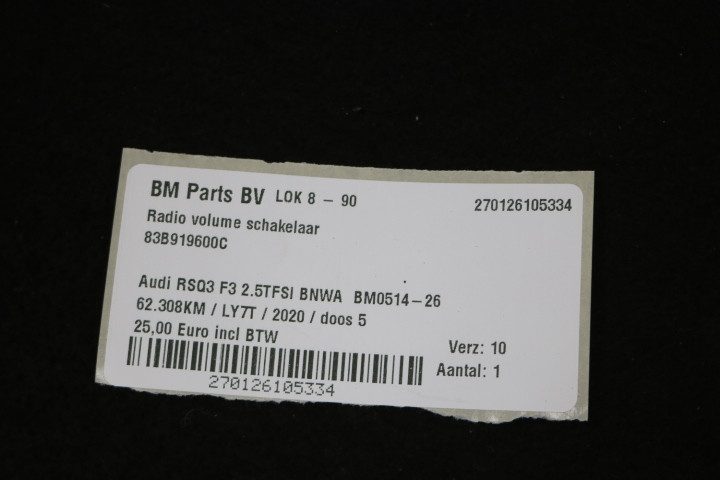 BM Parts BV LOK 8 - 90 270126105334
Radio volume schakelaar
83B919600C
Audi RSQ3 F3 2.5TFSI BNWA BM0514-26
62.308KM / LY7T / 2020 / doos 5
25,00 Euro incl BTW
Verz: 10
Aantal: 1
270126105334